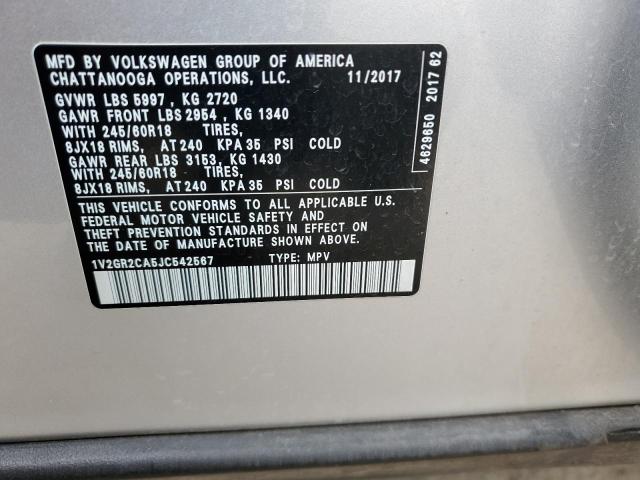 MFD BY VOLKSWAGEN GROUP OF AMERICA
CHATTANOOGA OPERATIONS, LLC. 11/2017
GVWR LBS 5997 , KG 2720
GAWR FRONT LBS 2954 , KG 1340
WITH 245/60R18 TIRES,
8JX18 RIMS, AT 240 KPA 35 PSI COLD
GAWR REAR LBS 3153, KG 1430
WITH 245/60R18 TIRES,
8JX18 RIMS, AT 240 KPA 35 PSI COLD
THIS VEHICLE CONFORMS TO ALL APPLICABLE U.S.
FEDERAL MOTOR VEHICLE SAFETY AND
THEFT PREVENTION STANDARDS IN EFFECT ON
THE DATE OF MANUFACTURE SHOWN ABOVE.
1V2GR2CA5JC542567 TYPE: MPV
4629650 2017 62